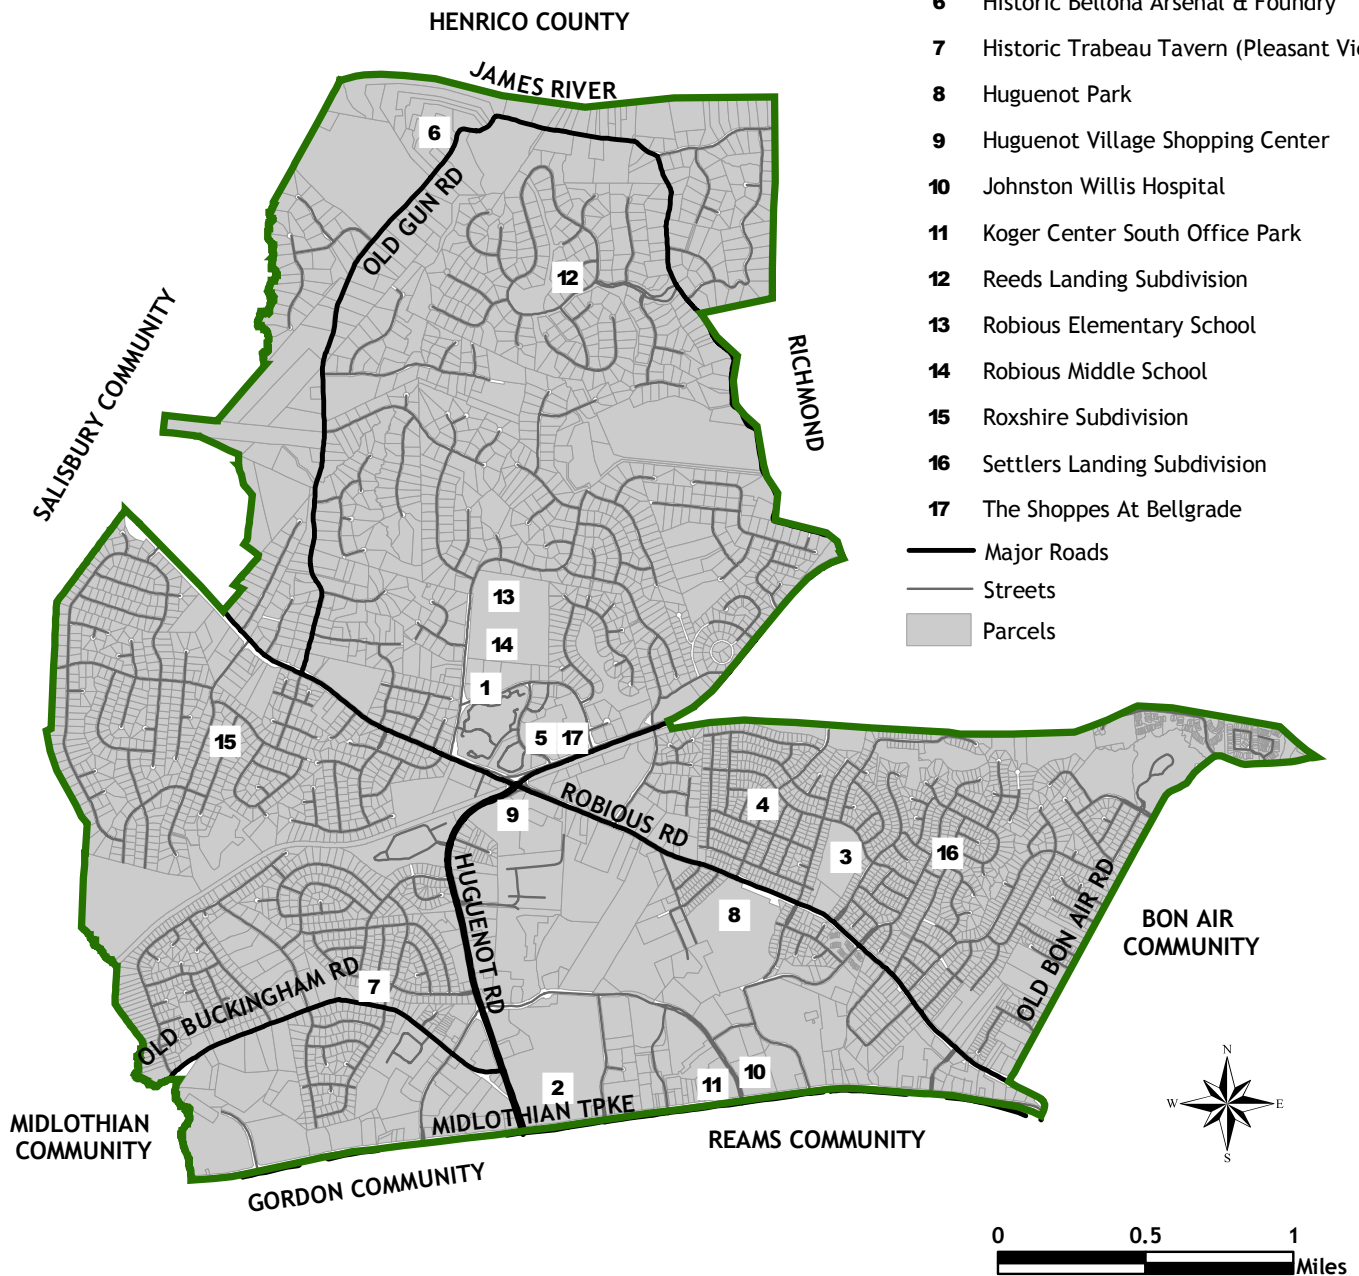 HENRICO COUNTY
JAMES RIVER
6 Historic Bellona Arsenal & Foundry
7 Historic Trabeau Tavern (Pleasant Vie
8 Huguenot Park
9 Huguenot Village Shopping Center
10 Johnston Willis Hospital
11 Koger Center South Office Park
12 Reeds Landing Subdivision
13 Robious Elementary School
14 Robious Middle School
15 Roxshire Subdivision
16 Settlers Landing Subdivision
17 The Shoppes At Bellgrade
Major Roads
Streets
Parcels
6
OLD GUN RD
12
SALISBURY COMMUNITY
RICHMOND
13
14
1
15
5
17
9
ROBIOUS RD
4
3
16
8
HUGUENOT RD
OLD BON AIR RD
BON AIR
COMMUNITY
OLD BUCKINGHAM RD
7
2
11
10
MIDLOTHIAN TPKE
MIDLOTHIAN
COMMUNITY
REAMS COMMUNITY
GORDON COMMUNITY
N
W
E
S
0 0.5 1
Miles